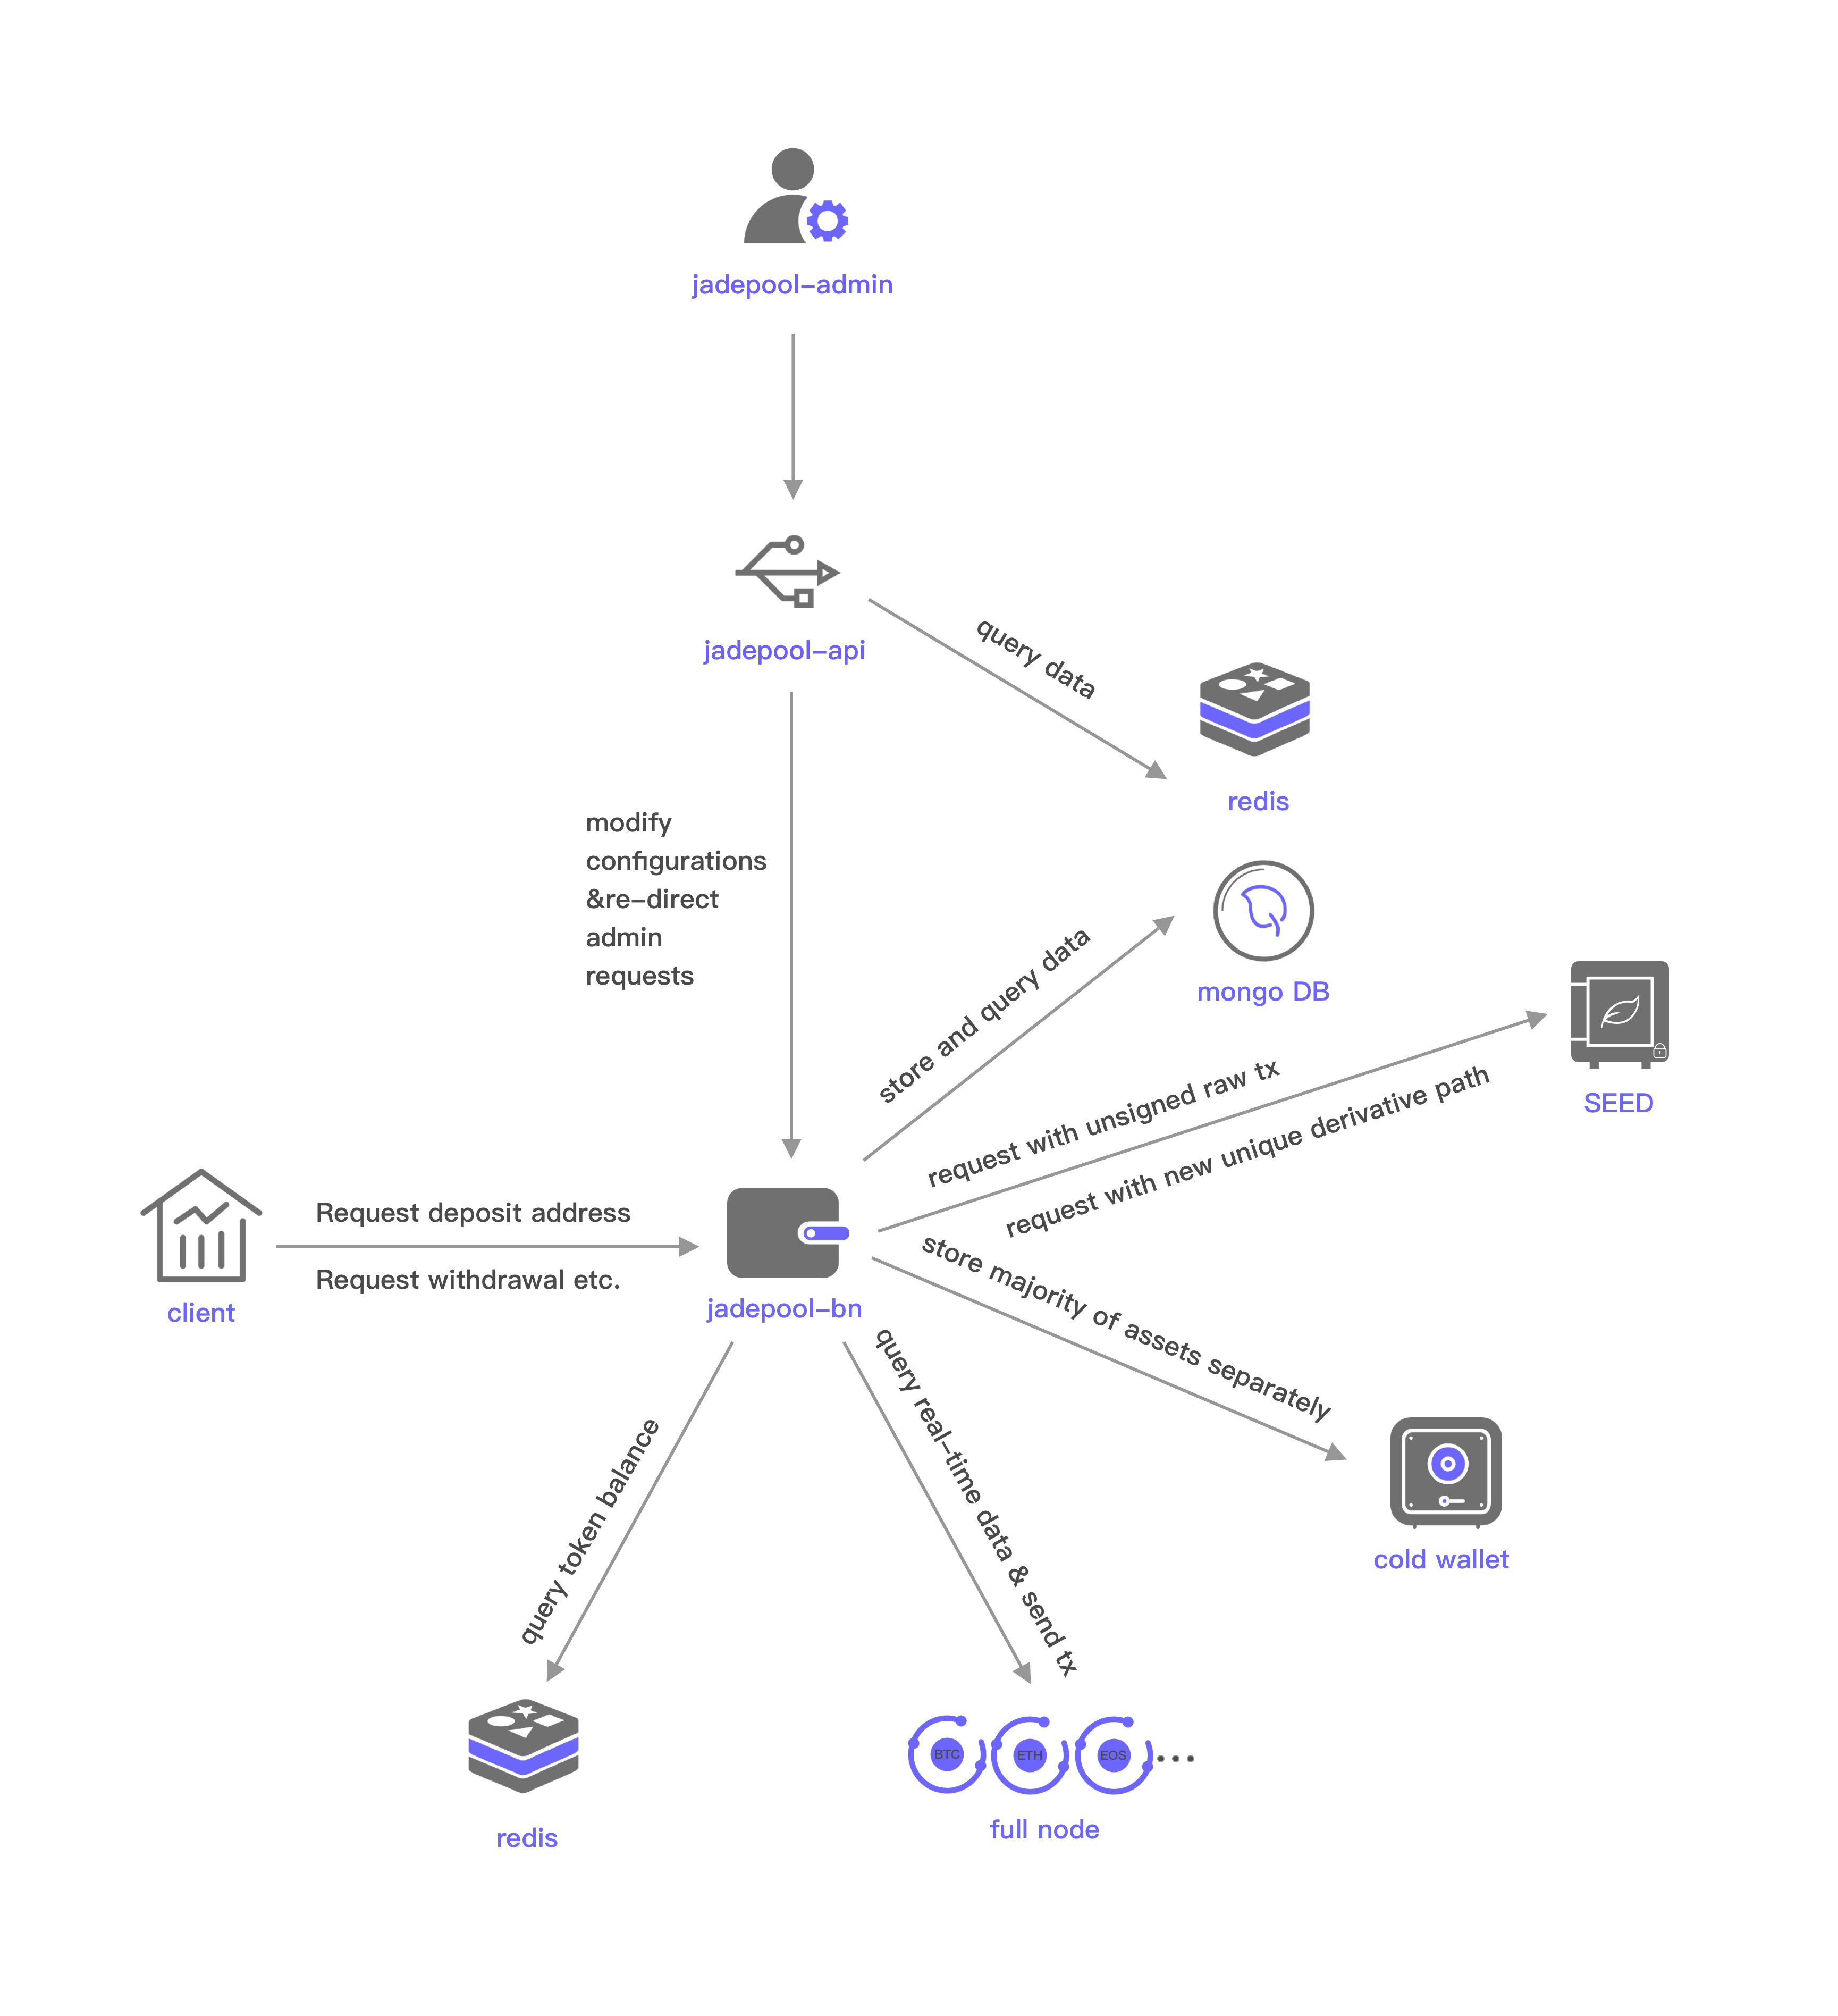 jadepool-admin
jadepool-api
query data
redis
modify
configurations
&re-direct
admin
requests
mongo DB
store and query data
SEED
request with unsigned raw tx
request with new unique derivative path
Request deposit address
Request withdrawal etc.
client
jadepool-bn
store majority of assets separately
cold wallet
query token balance
query real-time data & send tx
redis
BTC
ETH
EOS
full node